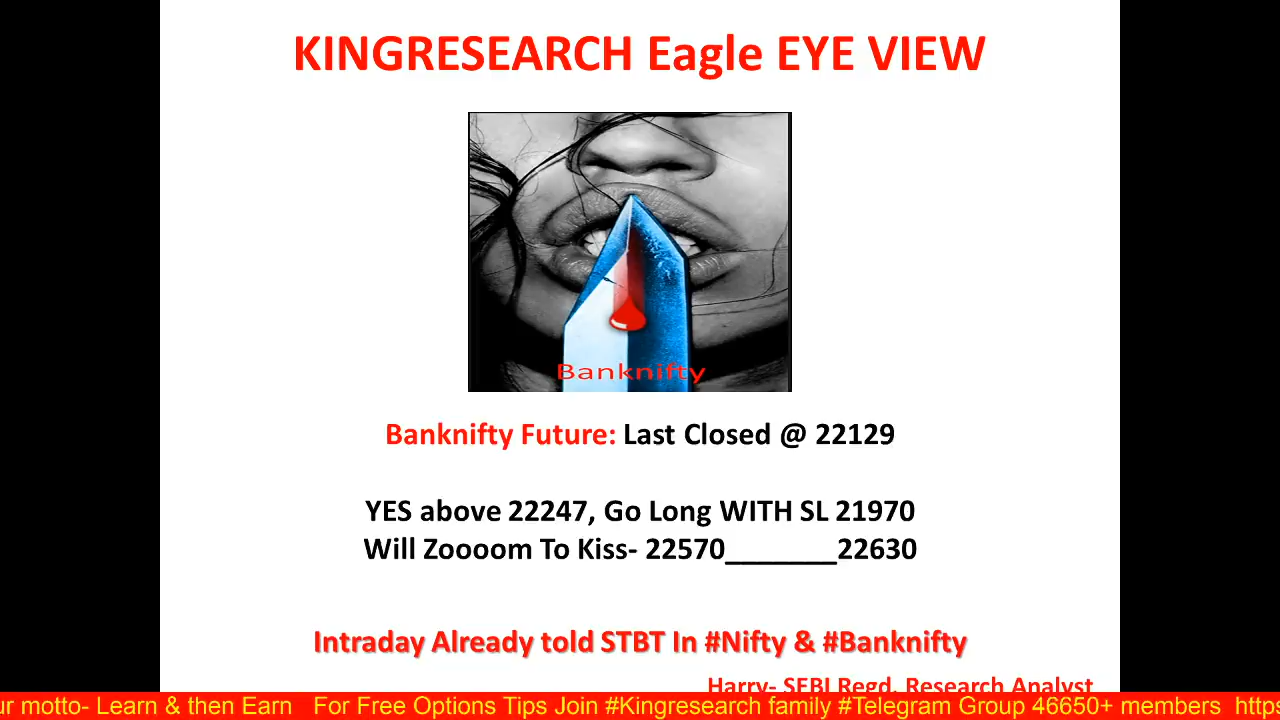 KINGRESEARCH Eagle EYE VIEW
Banknifty
Banknifty Future: Last Closed @ 22129
YES above 22247, Go Long WITH SL 21970
Will Zoooom To Kiss- 22570_______22630
Intraday Already told STBT In #Nifty & #Banknifty
Harry- SEBI Regd. Research Analyst
ur motto- Learn & then Earn For Free Options Tips Join #Kingresearch family #Telegram Group 46650+ members https